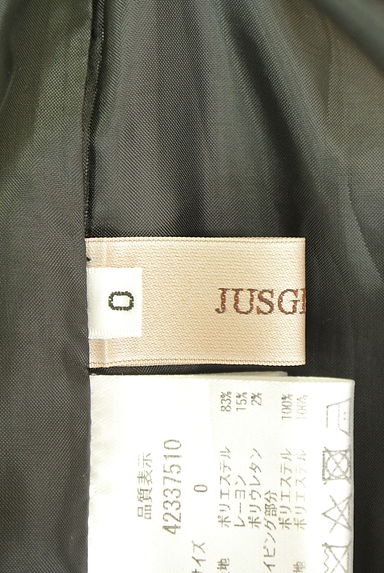 0
JUSGL
品質表示
42337510
サイズ 0
地 ポリエステル 83%
レーヨン 15%
ポリウレタン 2%
イピング部分
ポリエステル 100%
地 ポリエステル 100%